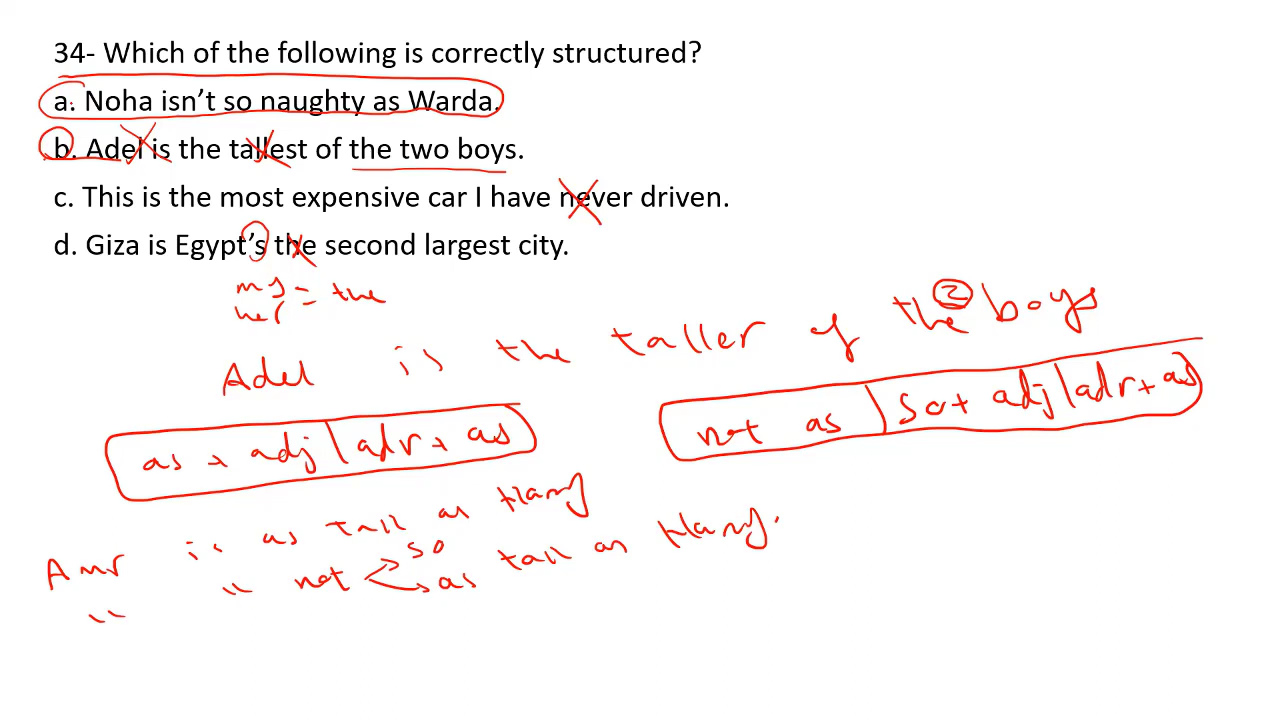 34- Which of the following is correctly structured?
a. Noha isn't so naughty as Warda.
b. Adel is the tallest of the two boys.
c. This is the most expensive car I have never driven.
d. Giza is Egypt's the second largest city.
my = the
her
Adel is the taller of the 2 boys
as + adj | adv + as
not as | so + adj | adv + as
Amr is as tall as Hany
" " not so
as tall as Hany.